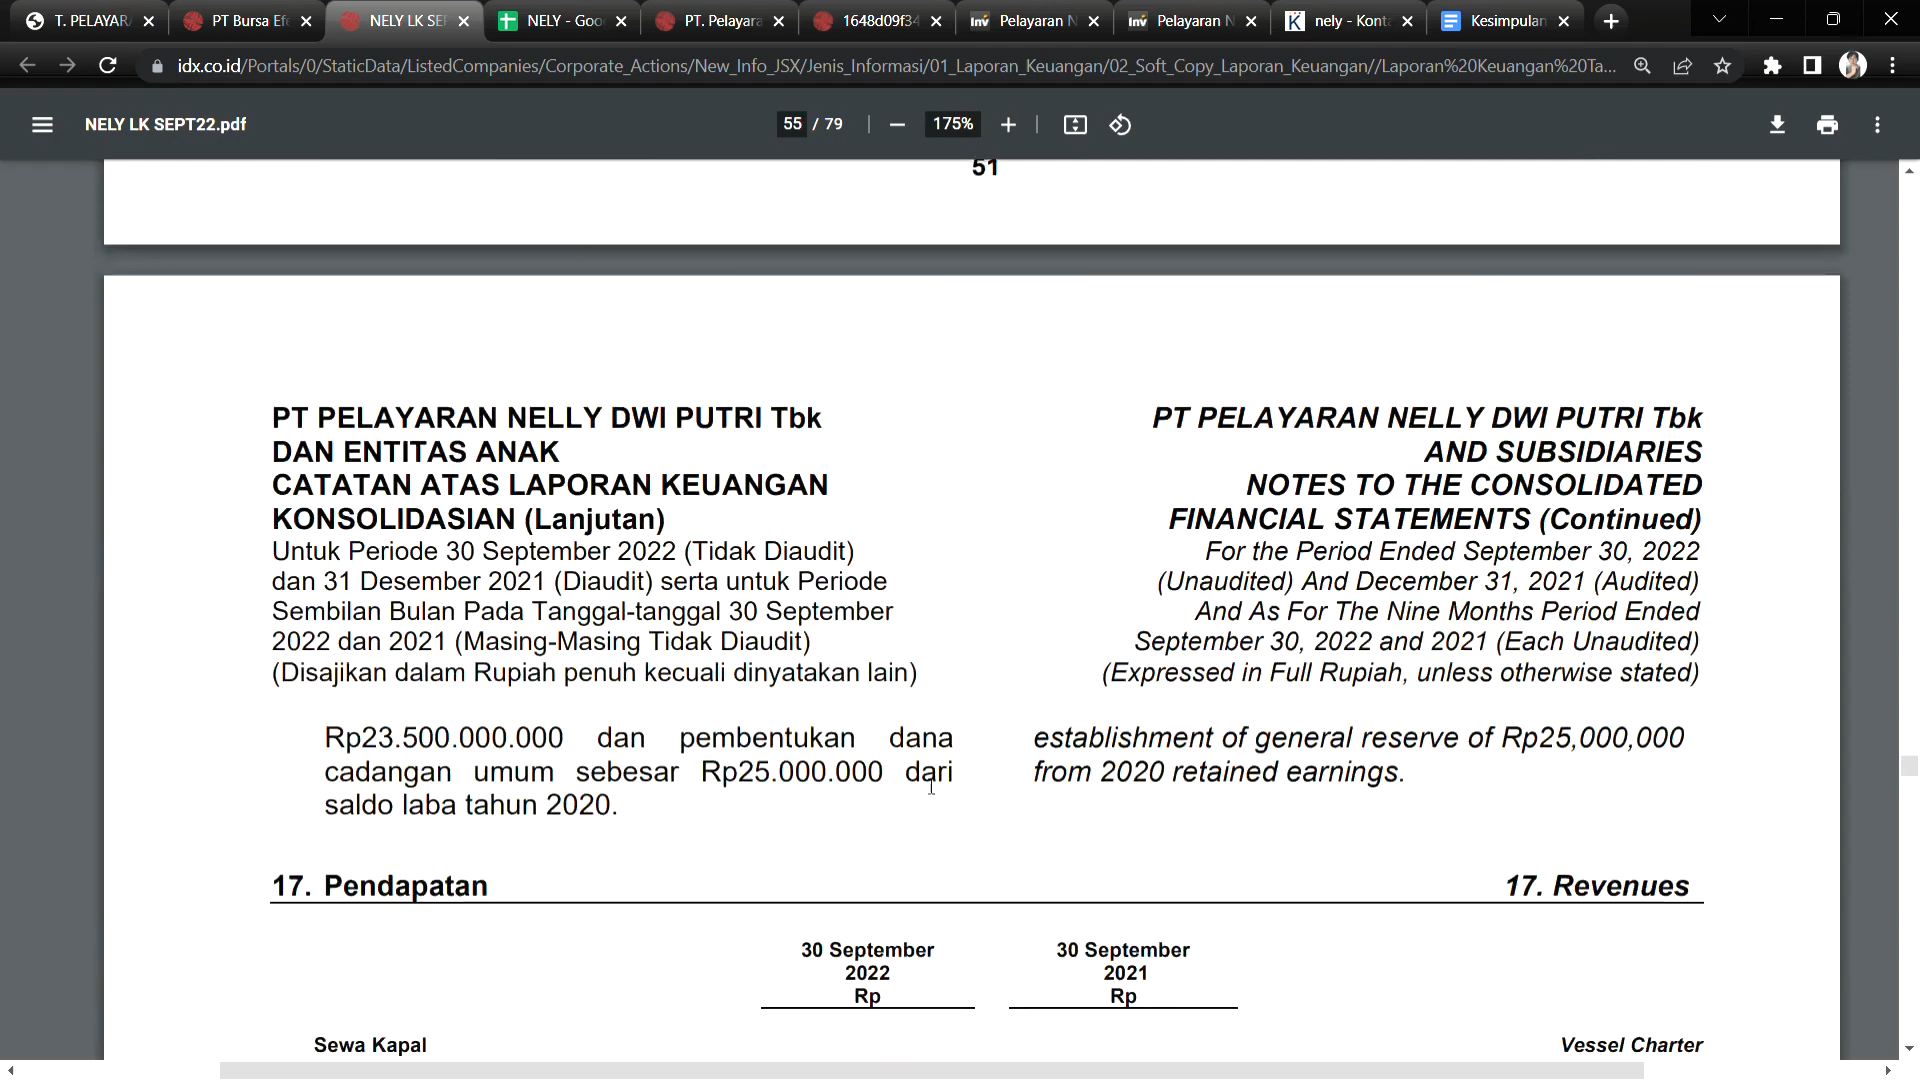 T. PELAYAR
PT Bursa Efe
NELY LK SEP
NELY - Goo
PT. Pelayara
1648d09f34
Inv
Pelayaran N
Inv
Pelayaran N
K
nely - Konta
Kesimpulan
idx.co.id/Portals/0/StaticData/ListedCompanies/Corporate_Actions/New_Info_JSX/Jenis_Informasi/01_Laporan_Keuangan/02_Soft_Copy_Laporan_Keuangan//Laporan%20Keuangan%20Ta...
NELY LK SEPT22.pdf
55 / 79
175%
51
PT PELAYARAN NELLY DWI PUTRI Tbk
DAN ENTITAS ANAK
CATATAN ATAS LAPORAN KEUANGAN
KONSOLIDASIAN (Lanjutan)
Untuk Periode 30 September 2022 (Tidak Diaudit)
dan 31 Desember 2021 (Diaudit) serta untuk Periode
Sembilan Bulan Pada Tanggal-tanggal 30 September
2022 dan 2021 (Masing-Masing Tidak Diaudit)
(Disajikan dalam Rupiah penuh kecuali dinyatakan lain)
PT PELAYARAN NELLY DWI PUTRI Tbk
AND SUBSIDIARIES
NOTES TO THE CONSOLIDATED
FINANCIAL STATEMENTS (Continued)
For the Period Ended September 30, 2022
(Unaudited) And December 31, 2021 (Audited)
And As For The Nine Months Period Ended
September 30, 2022 and 2021 (Each Unaudited)
(Expressed in Full Rupiah, unless otherwise stated)
Rp23.500.000.000 dan pembentukan dana
cadangan umum sebesar Rp25.000.000 dari
saldo laba tahun 2020.
establishment of general reserve of Rp25,000,000
from 2020 retained earnings.
17. Pendapatan
17. Revenues
30 September
2022
Rp
30 September
2021
Rp
Sewa Kapal
Vessel Charter